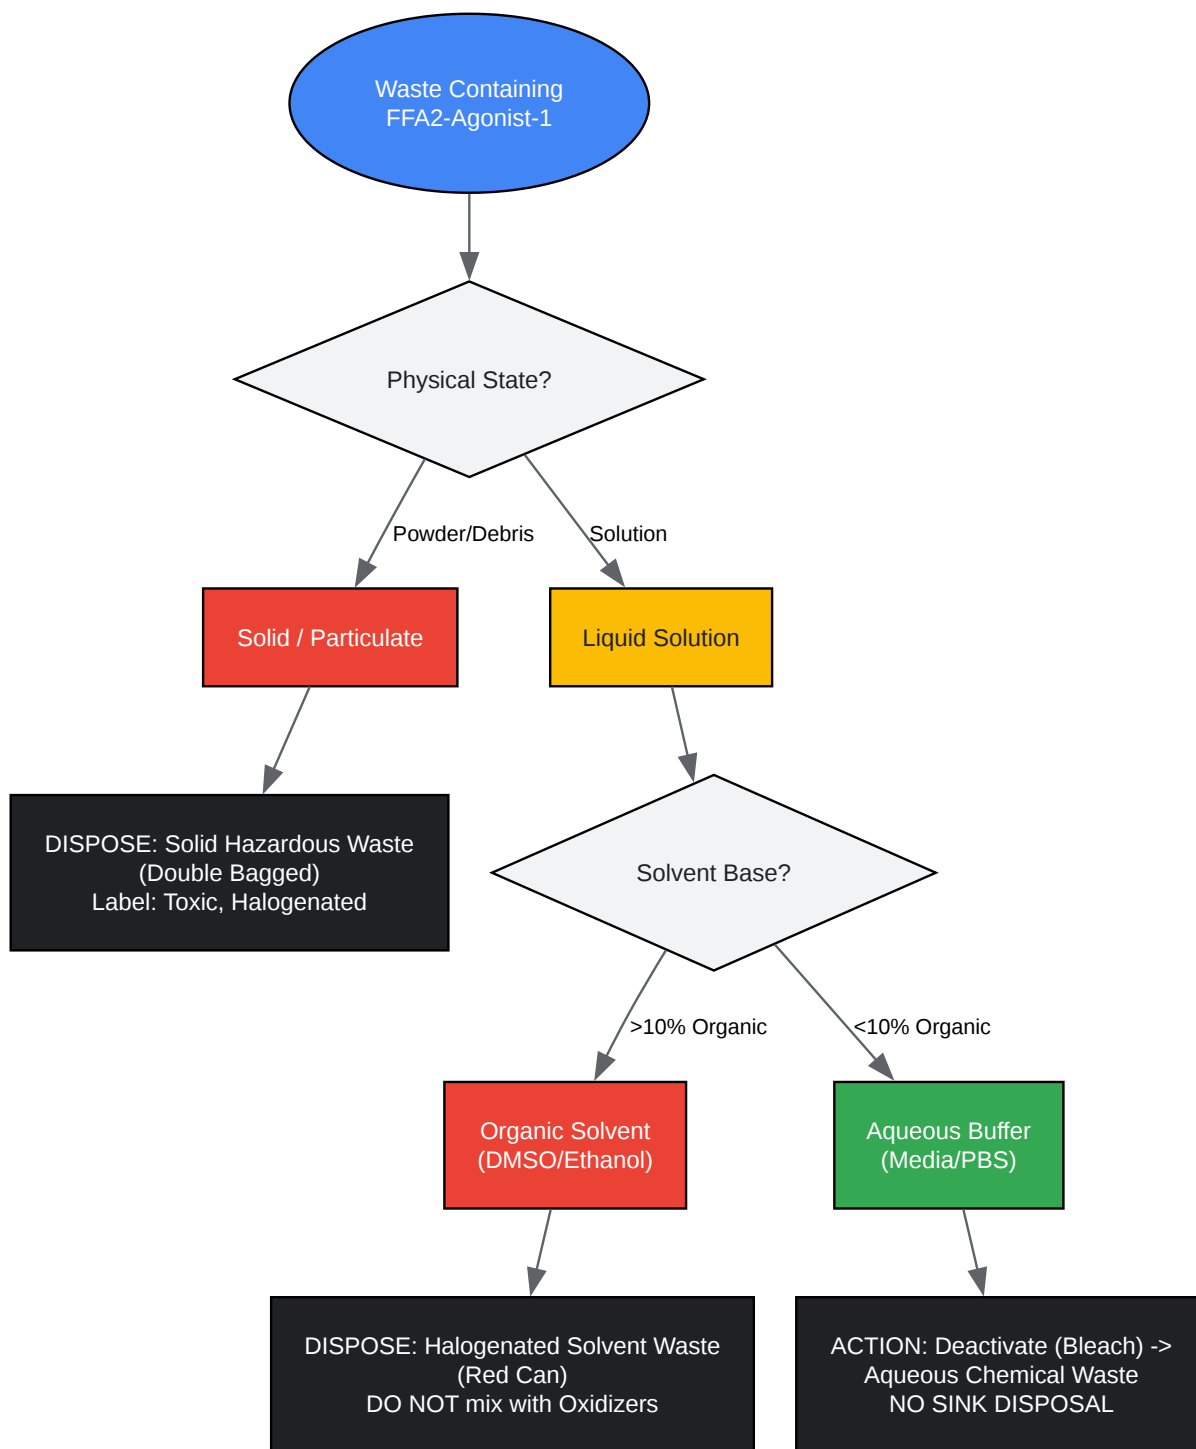 Waste Containing
FFA2-Agonist-1
Physical State?
Powder/Debris
Solution
Solid / Particulate
Liquid Solution
DISPOSE: Solid Hazardous Waste
(Double Bagged)
Label: Toxic, Halogenated
Solvent Base?
>10% Organic
<10% Organic
Organic Solvent
(DMSO/Ethanol)
Aqueous Buffer
(Media/PBS)
DISPOSE: Halogenated Solvent Waste
(Red Can)
DO NOT mix with Oxidizers
ACTION: Deactivate (Bleach) ->
Aqueous Chemical Waste
NO SINK DISPOSAL